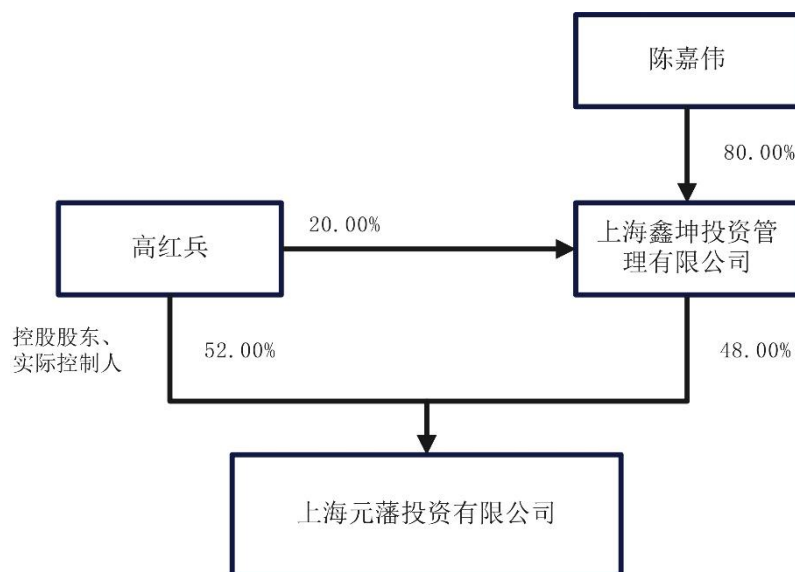 陈嘉伟
80.00%
高红兵
20.00%
上海鑫坤投资管
理有限公司
控股股东、
实际控制人
52.00%
48.00%
上海元藩投资有限公司